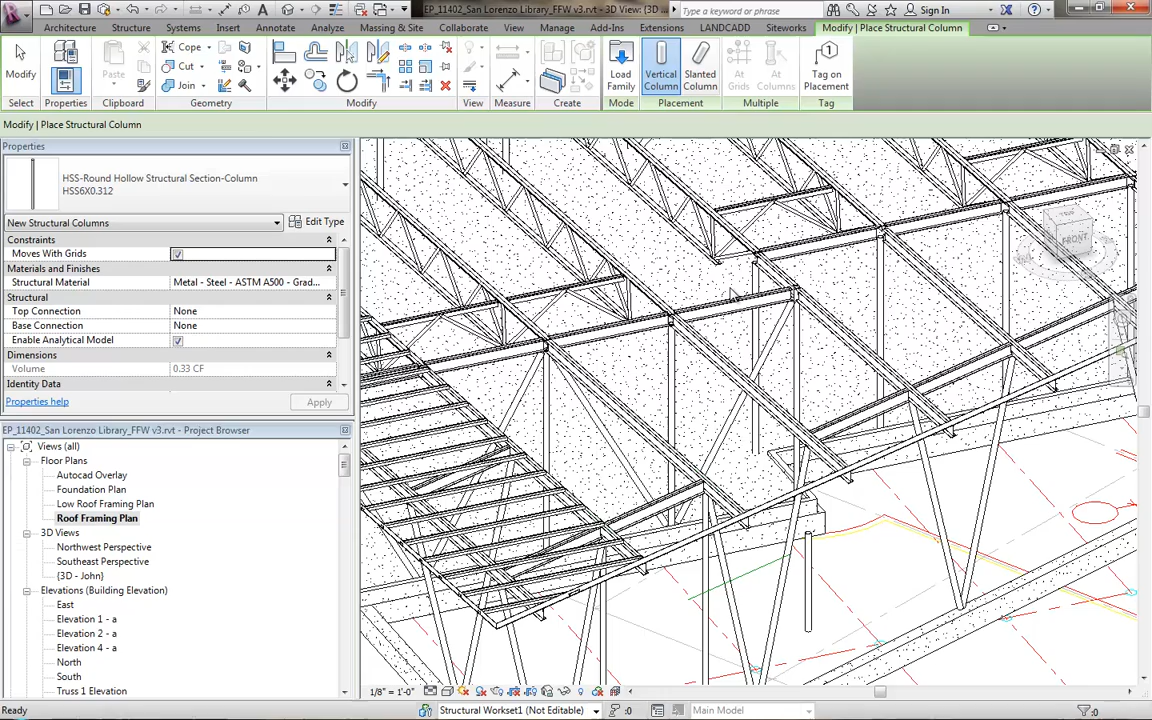 EP_11402_San Lorenzo Library_FFW v3.rvt - 3D View: {3D ...
Type a keyword or phrase
Sign In
Architecture Structure Systems Insert Annotate Analyze Massing & Site Collaborate View Manage Add-Ins Extensions LANDCADD Siteworks Modify | Place Structural Column
Modify
Properties
Paste
Cope
Cut
Join
Load Family
Vertical Column
Slanted Column
At Grids
At Columns
Tag on Placement
Select Properties Clipboard Geometry Modify View Measure Create Mode Placement Multiple Tag
Modify | Place Structural Column
Properties
HSS-Round Hollow Structural Section-Column
HSS6X0.312
New Structural Columns
Edit Type
Constraints
Moves With Grids
Materials and Finishes
Structural Material Metal - Steel - ASTM A500 - Grad...
Structural
Top Connection None
Base Connection None
Enable Analytical Model
Dimensions
Volume 0.33 CF
Identity Data
Properties help
Apply
EP_11402_San Lorenzo Library_FFW v3.rvt - Project Browser
Views (all)
Floor Plans
Autocad Overlay
Foundation Plan
Low Roof Framing Plan
Roof Framing Plan
3D Views
Northwest Perspective
Southeast Perspective
{3D - John}
Elevations (Building Elevation)
East
Elevation 1 - a
Elevation 2 - a
Elevation 4 - a
North
South
Truss 1 Elevation
FRONT
1/8" = 1'-0"
Ready
Structural Workset1 (Not Editable)
:0
Main Model
:0